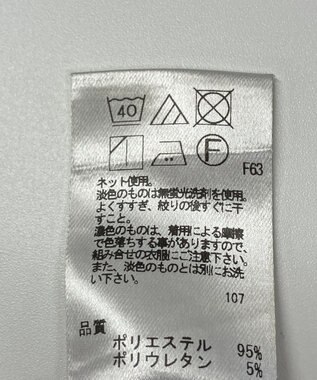 40
F
F63
ネット使用。
淡色のものは無蛍光洗剤を使用。
よくすすぎ、絞りの後すぐに干
すこと。
濃色のものは、着用による摩擦
で色落ちする事がありますので、
組み合せの衣服にご注意下さい。
また、淡色のものとは別にお洗
い下さい。
107
品質
ポリエステル 95%
ポリウレタン 5%